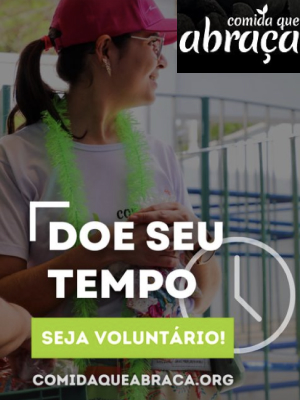 comida que
abraça
DOE SEU
TEMPO
SEJA VOLUNTÁRIO!
COMIDAQUEABRACA.ORG